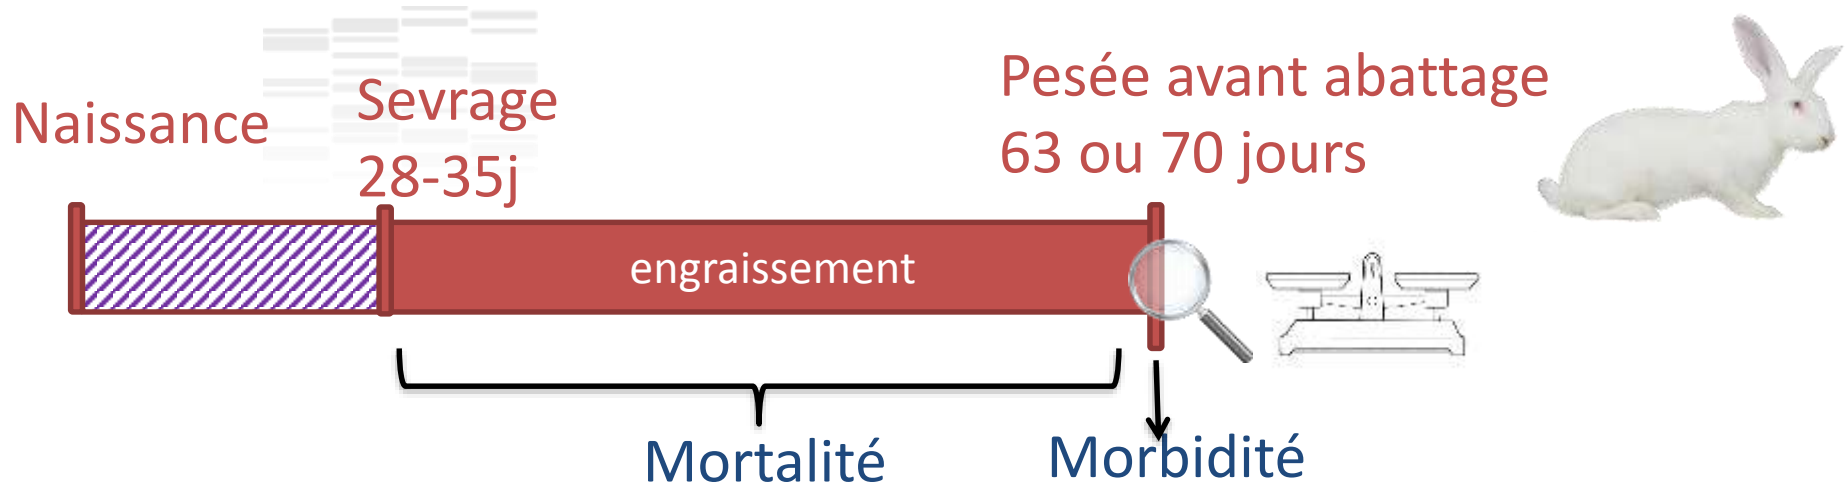 Naissance
Sevrage
28-35j
Pesée avant abattage
63 ou 70 jours
engraissement
Mortalité
Morbidité